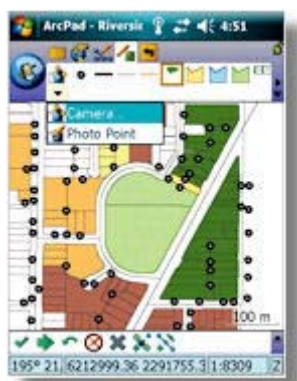 ArcPad - Riversic 4:51
Camera
Photo Point
100 m
195° 21 6212999.36 2291755.3 1:8309 Z